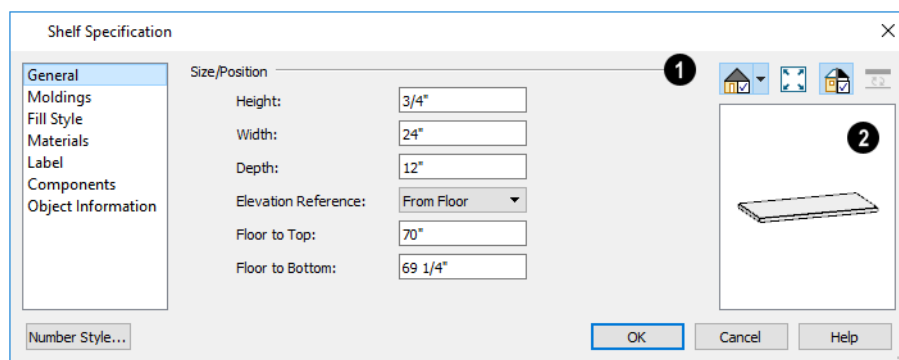 Shelf Specification
General
Moldings
Fill Style
Materials
Label
Components
Object Information
Size/Position
Height: 3/4"
Width: 24"
Depth: 12"
Elevation Reference: From Floor
Floor to Top: 70"
Floor to Bottom: 69 1/4"
1
2
Number Style...
OK
Cancel
Help